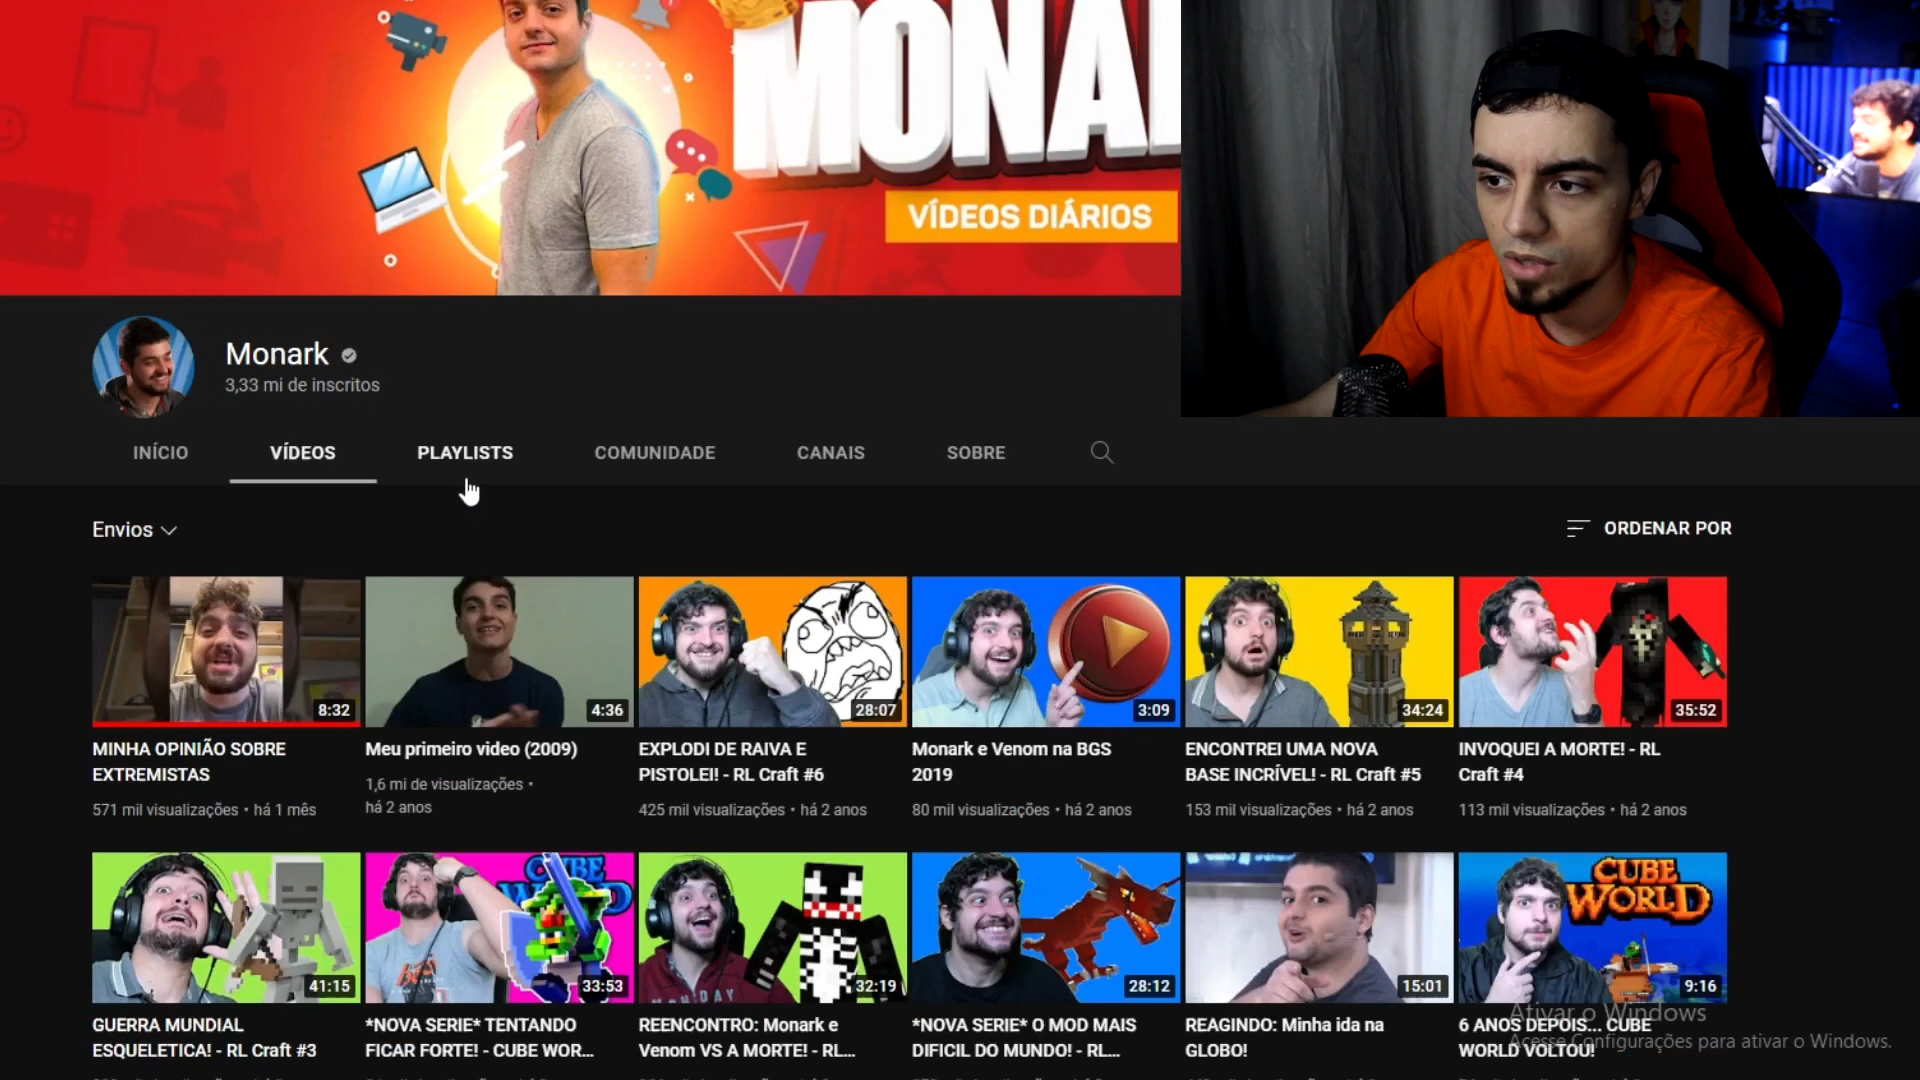 MONA
VÍDEOS DIÁRIOS
Monark
3,33 mi de inscritos
INÍCIO
VÍDEOS
PLAYLISTS
COMUNIDADE
CANAIS
SOBRE
Envios
ORDENAR POR
8:32
4:36
28:07
3:09
34:24
35:52
MINHA OPINIÃO SOBRE
EXTREMISTAS
571 mil visualizações • há 1 mês
Meu primeiro video (2009)
1,6 mi de visualizações •
há 2 anos
EXPLODI DE RAIVA E
PISTOLEI! - RL Craft #6
425 mil visualizações • há 2 anos
Monark e Venom na BGS
2019
80 mil visualizações • há 2 anos
ENCONTREI UMA NOVA
BASE INCRÍVEL! - RL Craft #5
153 mil visualizações • há 2 anos
INVOQUEI A MORTE! - RL
Craft #4
113 mil visualizações • há 2 anos
41:15
CUBE
WORLD
33:53
32:19
28:12
15:01
CUBE
WORLD
9:16
GUERRA MUNDIAL
ESQUELETICA! - RL Craft #3
*NOVA SERIE* TENTANDO
FICAR FORTE! - CUBE WOR...
REENCONTRO: Monark e
Venom VS A MORTE! - RL...
*NOVA SERIE* O MOD MAIS
DIFICIL DO MUNDO! - RL...
REAGINDO: Minha ida na
GLOBO!
6 ANOS DEPOIS... CUBE
WORLD VOLTOU!
Ativar o Windows
Acesse Configurações para ativar o Windows.